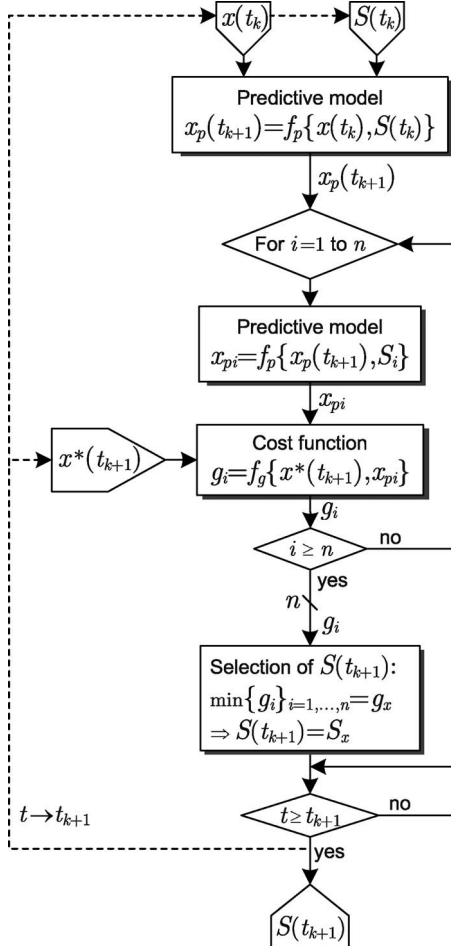 x(t_k)
S(t_k)
Predictive model
x_p(t_{k+1})=f_p{x(t_k),S(t_k)}
x_p(t_{k+1})
For i=1 to n
Predictive model
x_{pi}=f_p{x_p(t_{k+1}),S_i}
x_{pi}
x*(t_{k+1})
Cost function
g_i=f_g{x*(t_{k+1}),x_{pi}}
g_i
i ≥ n
no
yes
n
g_i
Selection of S(t_{k+1}):
min{g_i}_{i=1,...,n}=g_x
⇒ S(t_{k+1})=S_x
t→t_{k+1}
t ≥ t_{k+1}
no
yes
S(t_{k+1})